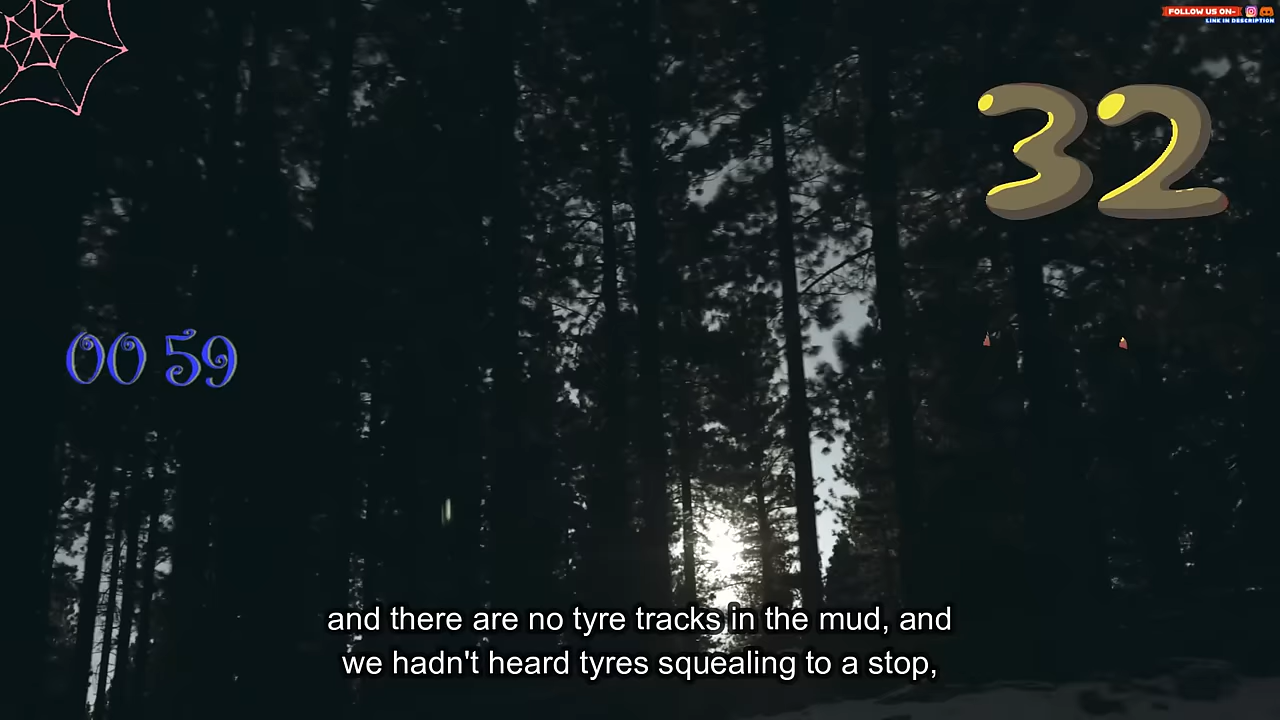 FOLLOW US ON-
LINK IN DESCRIPTION
32
00 59
and there are no tyre tracks in the mud, and
we hadn't heard tyres squealing to a stop,